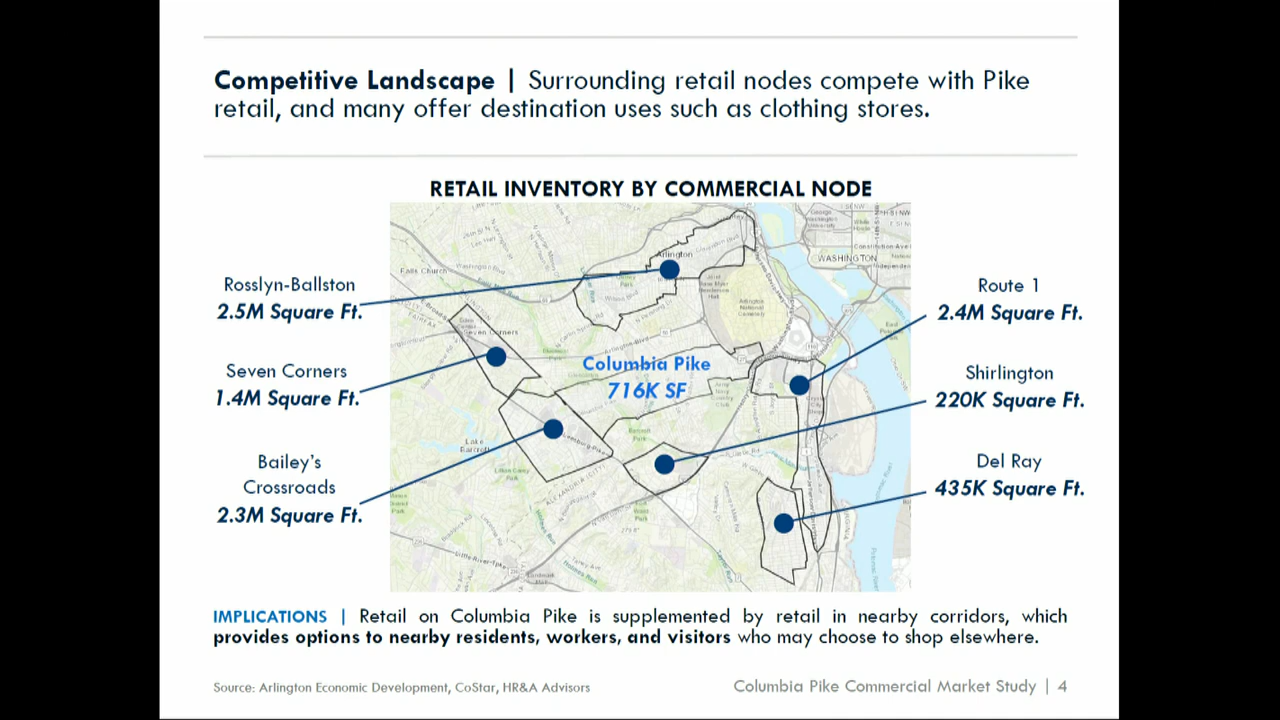 Competitive Landscape | Surrounding retail nodes compete with Pike
retail, and many offer destination uses such as clothing stores.
RETAIL INVENTORY BY COMMERCIAL NODE
Rosslyn-Ballston
2.5M Square Ft.
Seven Corners
1.4M Square Ft.
Bailey's
Crossroads
2.3M Square Ft.
Arlington
WASHINGTON
Falls Church
Seven Corners
Columbia Pike
716K SF
Lake
Barcroft
Route 1
2.4M Square Ft.
Shirlington
220K Square Ft.
Del Ray
435K Square Ft.
IMPLICATIONS | Retail on Columbia Pike is supplemented by retail in nearby corridors, which
provides options to nearby residents, workers, and visitors who may choose to shop elsewhere.
Source: Arlington Economic Development, CoStar, HR&A Advisors
Columbia Pike Commercial Market Study | 4